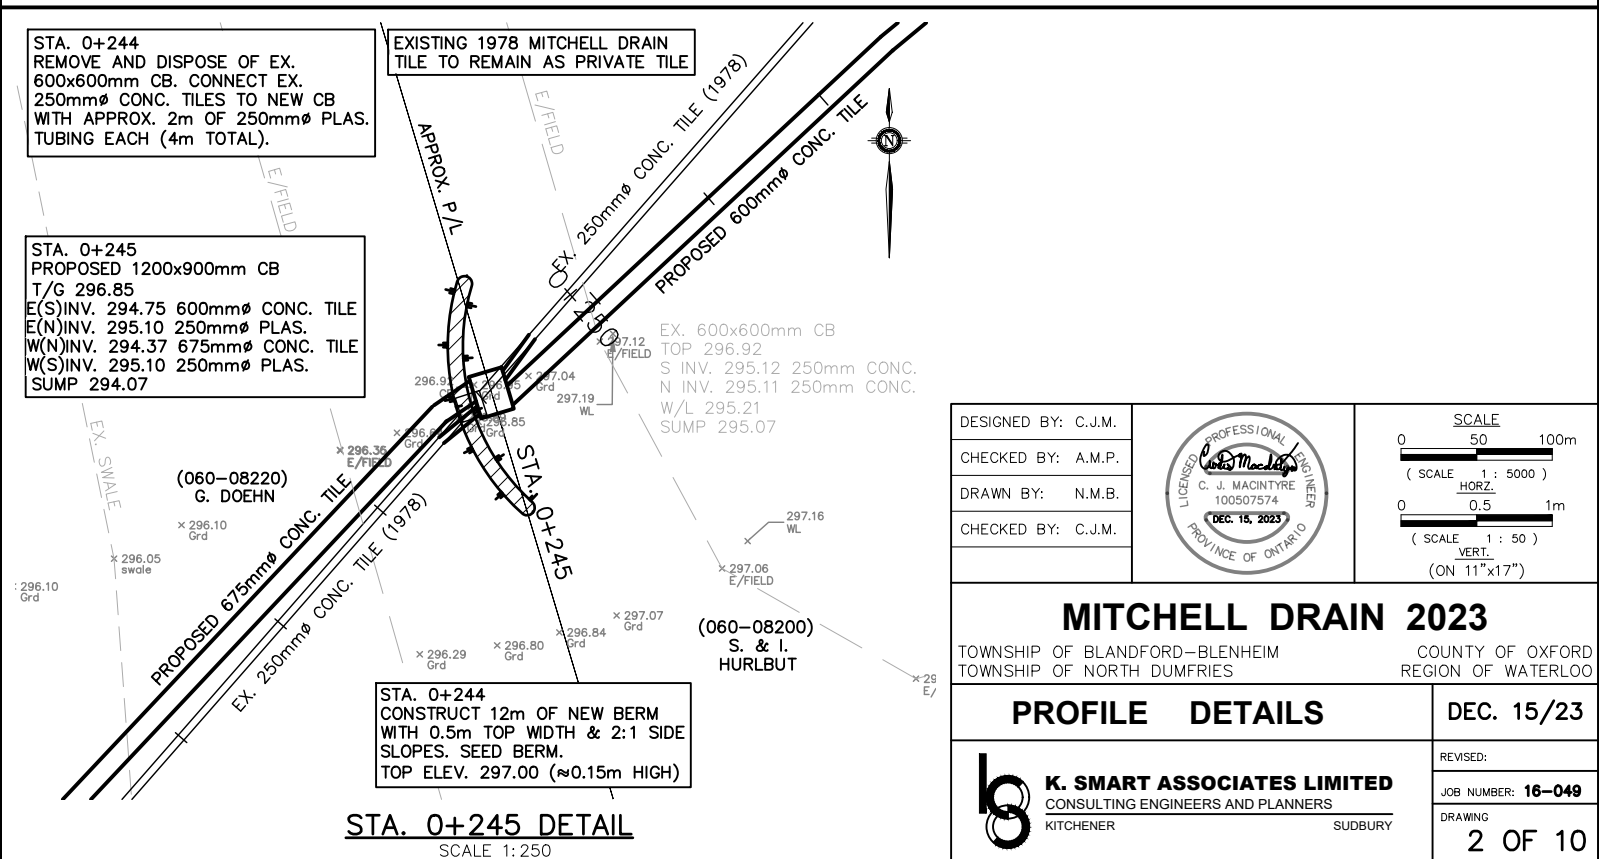 STA. 0+244
REMOVE AND DISPOSE OF EX.
600x600mm CB. CONNECT EX.
250mmø CONC. TILES TO NEW CB
WITH APPROX. 2m OF 250mmø PLAS.
TUBING EACH (4m TOTAL).
EXISTING 1978 MITCHELL DRAIN
TILE TO REMAIN AS PRIVATE TILE
E/FIELD
E/FIELD
APPROX. P/L
EX. 250mmø CONC. TILE (1978)
PROPOSED 600mmø CONC. TILE
N
STA. 0+245
PROPOSED 1200x900mm CB
T/G 296.85
E(S)INV. 294.75 600mmø CONC. TILE
E(N)INV. 295.10 250mmø PLAS.
W(N)INV. 294.37 675mmø CONC. TILE
W(S)INV. 295.10 250mmø PLAS.
SUMP 294.07
0+250
297.12
E/FIELD
EX. 600x600mm CB
TOP 296.92
S INV. 295.12 250mm CONC.
N INV. 295.11 250mm CONC.
W/L 295.21
SUMP 295.07
297.04
Grd
297.19
WL
Grd
296.36
E/FIELD
EX. SWALE
(060-08220)
G. DOEHN
STA. 0+245
296.10
Grd
296.05
swale
296.10
Grd
297.16
WL
297.06
E/FIELD
297.07
Grd
296.84
Grd
296.80
Grd
296.29
Grd
PROPOSED 675mmø CONC. TILE
EX. 250mmø CONC. TILE (1978)
(060-08200)
S. & I.
HURLBUT
STA. 0+244
CONSTRUCT 12m OF NEW BERM
WITH 0.5m TOP WIDTH & 2:1 SIDE
SLOPES. SEED BERM.
TOP ELEV. 297.00 (≈0.15m HIGH)
STA. 0+245 DETAIL
SCALE 1:250
DESIGNED BY: C.J.M.
CHECKED BY: A.M.P.
DRAWN BY: N.M.B.
CHECKED BY: C.J.M.
LICENSED PROFESSIONAL ENGINEER
C. J. MACINTYRE
100507574
DEC. 15, 2023
PROVINCE OF ONTARIO
SCALE
0 50 100m
( SCALE 1 : 5000 )
HORZ.
0 0.5 1m
( SCALE 1 : 50 )
VERT.
(ON 11"x17")
MITCHELL DRAIN 2023
TOWNSHIP OF BLANDFORD-BLENHEIM COUNTY OF OXFORD
TOWNSHIP OF NORTH DUMFRIES REGION OF WATERLOO
PROFILE DETAILS
DEC. 15/23
K. SMART ASSOCIATES LIMITED
CONSULTING ENGINEERS AND PLANNERS
KITCHENER SUDBURY
REVISED:
JOB NUMBER: 16-049
DRAWING
2 OF 10